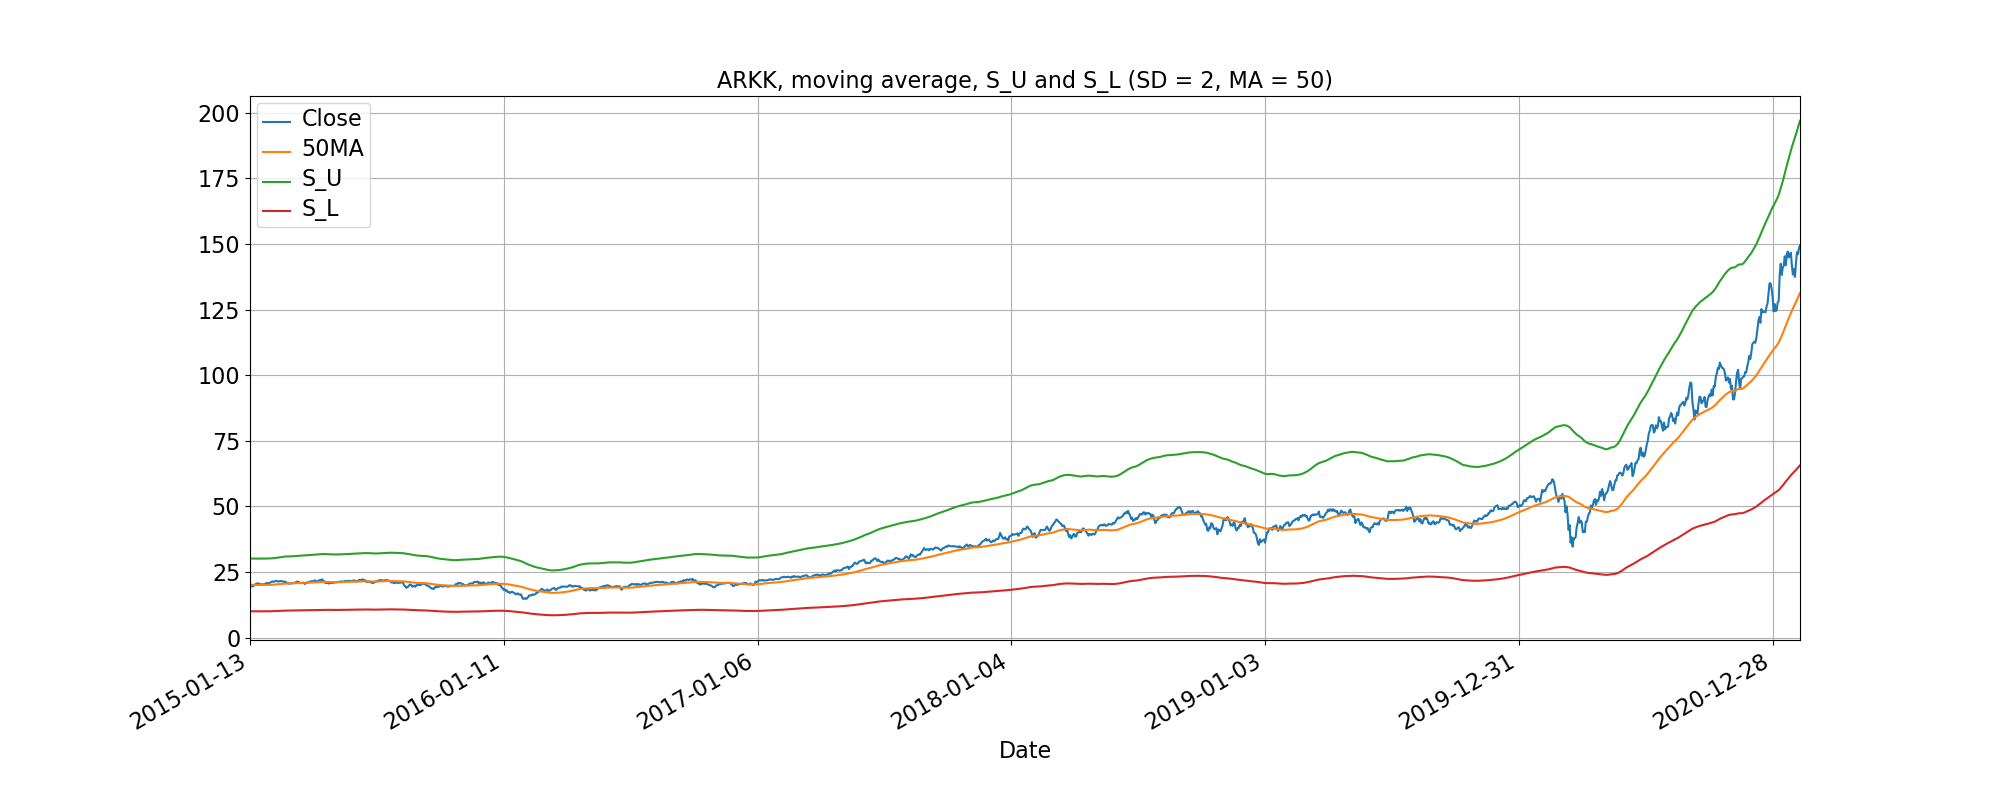 ARKK, moving average, S_U and S_L (SD = 2, MA = 50)
Close
50MA
S_U
S_L
200
175
150
125
100
75
50
25
0
2015-01-13
2016-01-11
2017-01-06
2018-01-04
2019-01-03
2019-12-31
2020-12-28
Date